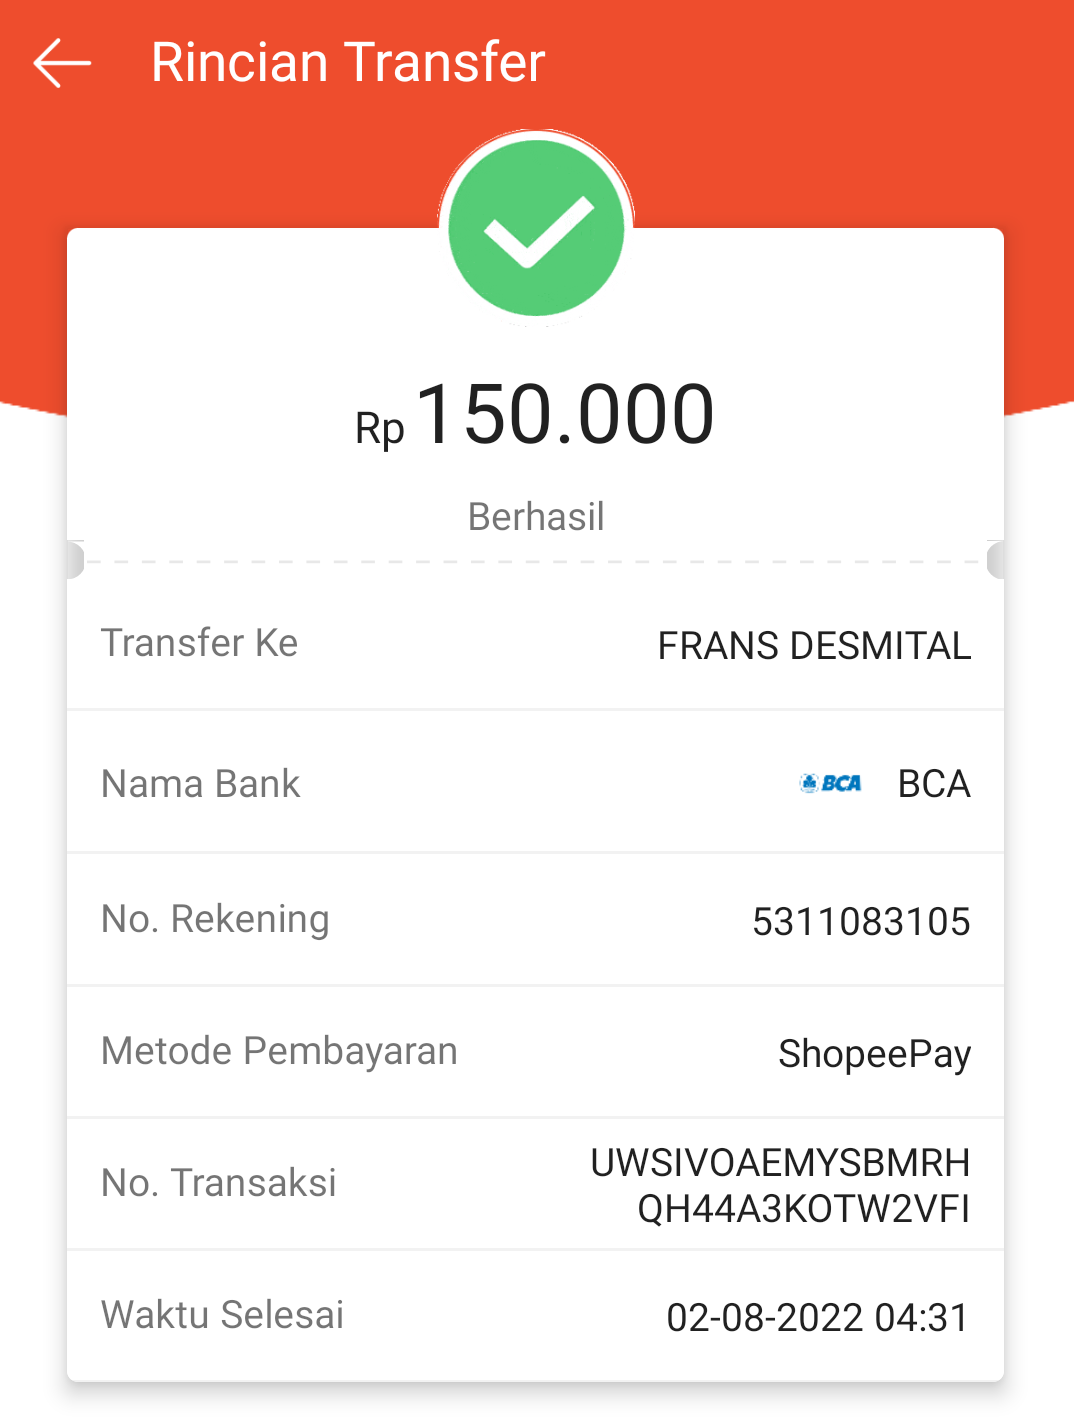 Rincian Transfer
Rp 150.000
Berhasil
Transfer Ke FRANS DESMITAL
Nama Bank BCA BCA
No. Rekening 5311083105
Metode Pembayaran ShopeePay
No. Transaksi UWSIVOAEMYSBMRH
QH44A3KOTW2VFI
Waktu Selesai 02-08-2022 04:31